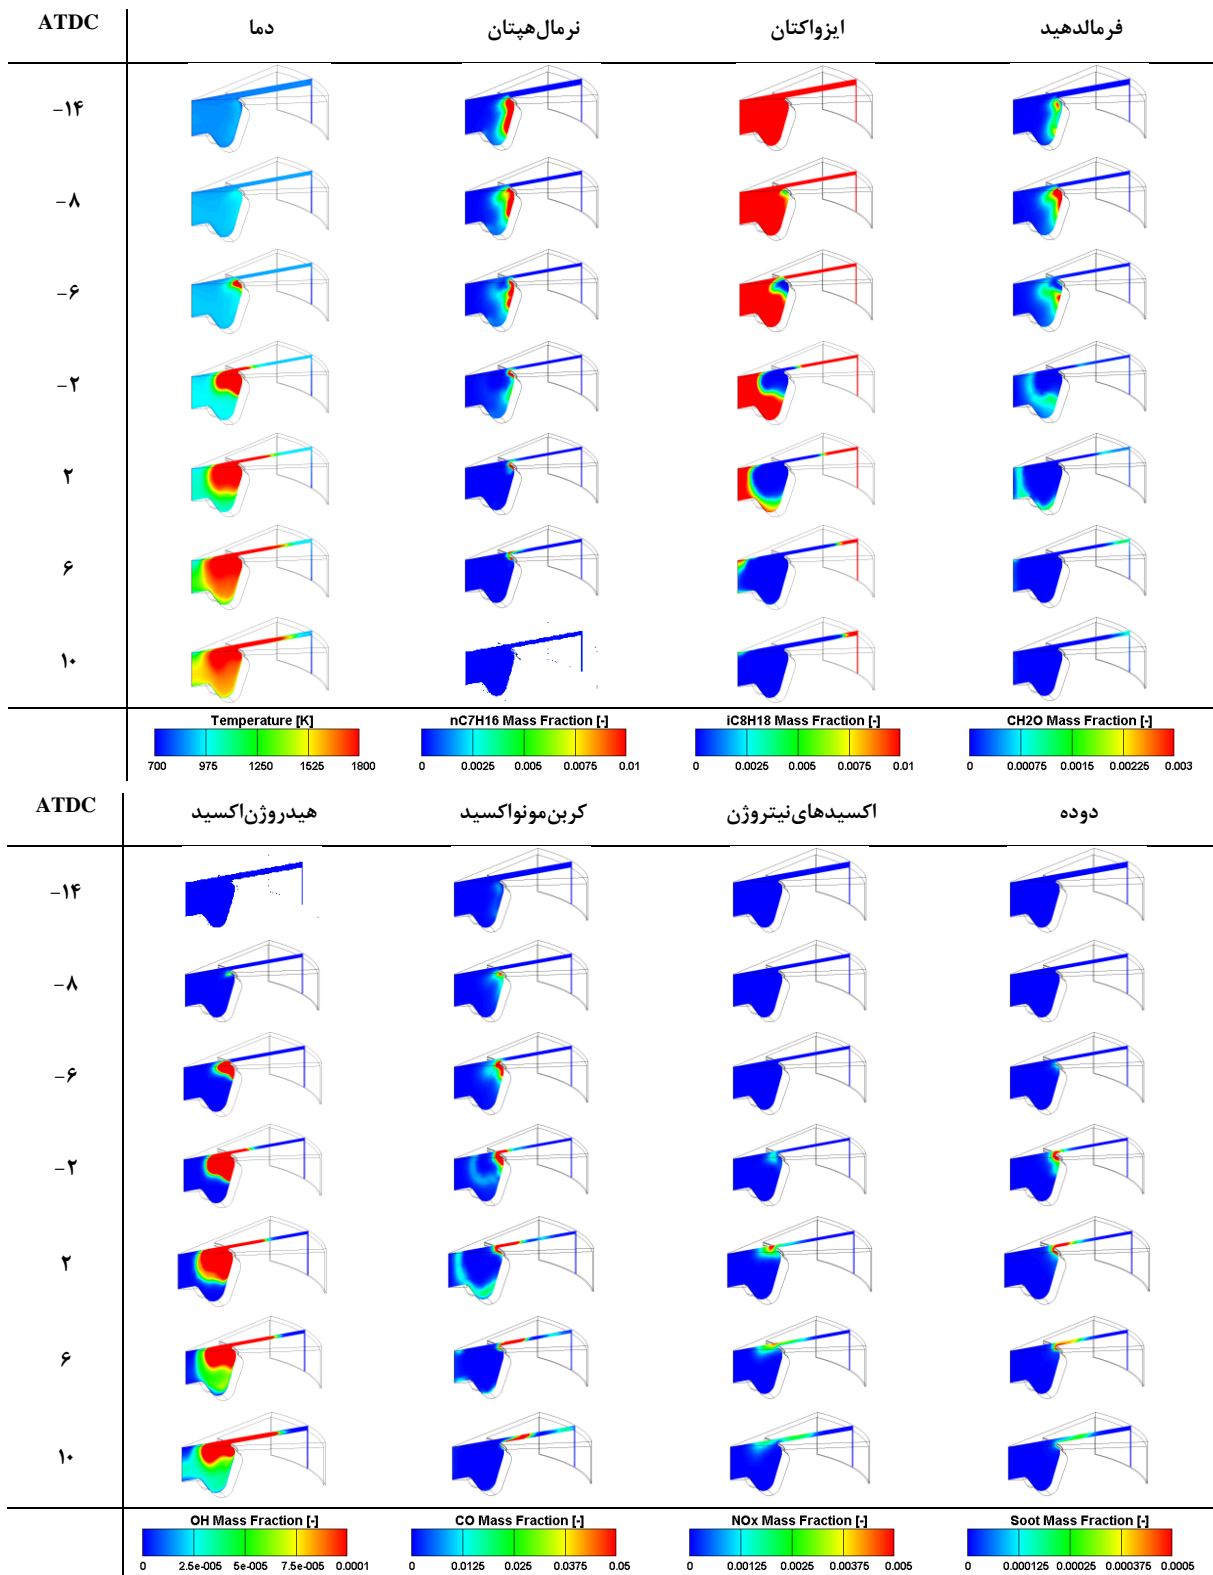 ATDC دما نرمال‌هپتان ایزواکتان فرمالدهید
-۱۴
-۸
-۶
-۲
۲
۶
۱۰
Temperature [K] nC7H16 Mass Fraction [-] iC8H18 Mass Fraction [-] CH2O Mass Fraction [-]
700 975 1250 1525 1800 0 0.0025 0.005 0.0075 0.01 0 0.0025 0.005 0.0075 0.01 0 0.00075 0.0015 0.00225 0.003
ATDC هیدروژن‌اکسید کربن‌مونواکسید اکسیدهای‌نیتروژن دوده
-۱۴
-۸
-۶
-۲
۲
۶
۱۰
OH Mass Fraction [-] CO Mass Fraction [-] NOx Mass Fraction [-] Soot Mass Fraction [-]
0 2.5e-005 5e-005 7.5e-005 0.0001 0 0.0125 0.025 0.0375 0.05 0 0.00125 0.0025 0.00375 0.005 0 0.000125 0.00025 0.000375 0.0005